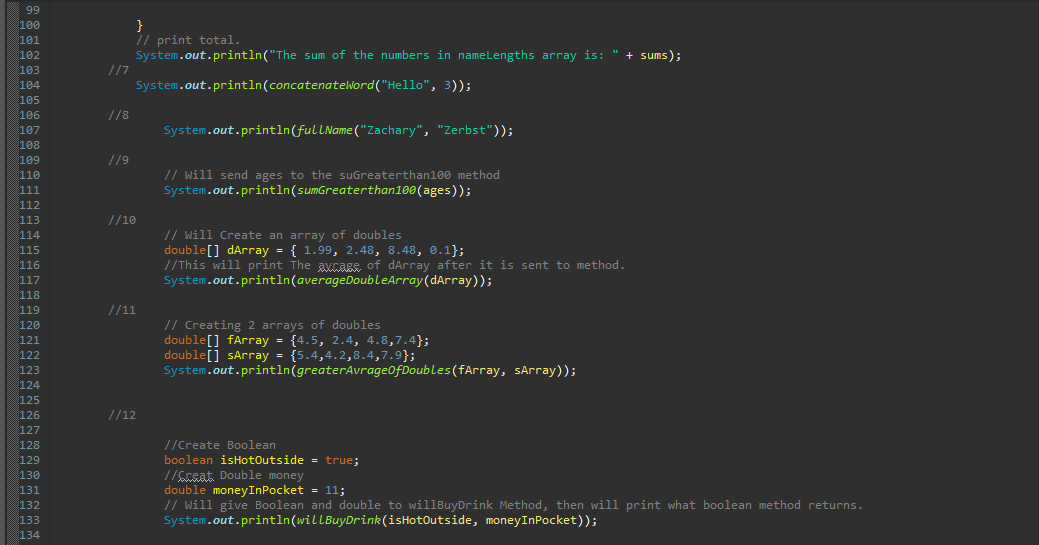 99
100 }
101 // print total.
102 System.out.println("The sum of the numbers in nameLengths array is: " + sums);
103 //7
104 System.out.println(concatenateWord("Hello", 3));
105
106 //8
107 System.out.println(fullName("Zachary", "Zerbst"));
108
109 //9
110 // Will send ages to the suGreaterthan100 method
111 System.out.println(sumGreaterthan100(ages));
112
113 //10
114 // Will Create an array of doubles
115 double[] dArray = { 1.99, 2.48, 8.48, 0.1};
116 //This will print The avrage of dArray after it is sent to method.
117 System.out.println(averageDoubleArray(dArray));
118
119 //11
120 // Creating 2 arrays of doubles
121 double[] fArray = {4.5, 2.4, 4.8,7.4};
122 double[] sArray = {5.4,4.2,8.4,7.9};
123 System.out.println(greaterAvrageOfDoubles(fArray, sArray));
124
125
126 //12
127
128 //Create Boolean
129 boolean isHotOutside = true;
130 //Creat Double money
131 double moneyInPocket = 11;
132 // Will give Boolean and double to willBuyDrink Method, then will print what boolean method returns.
133 System.out.println(willBuyDrink(isHotOutside, moneyInPocket));
134